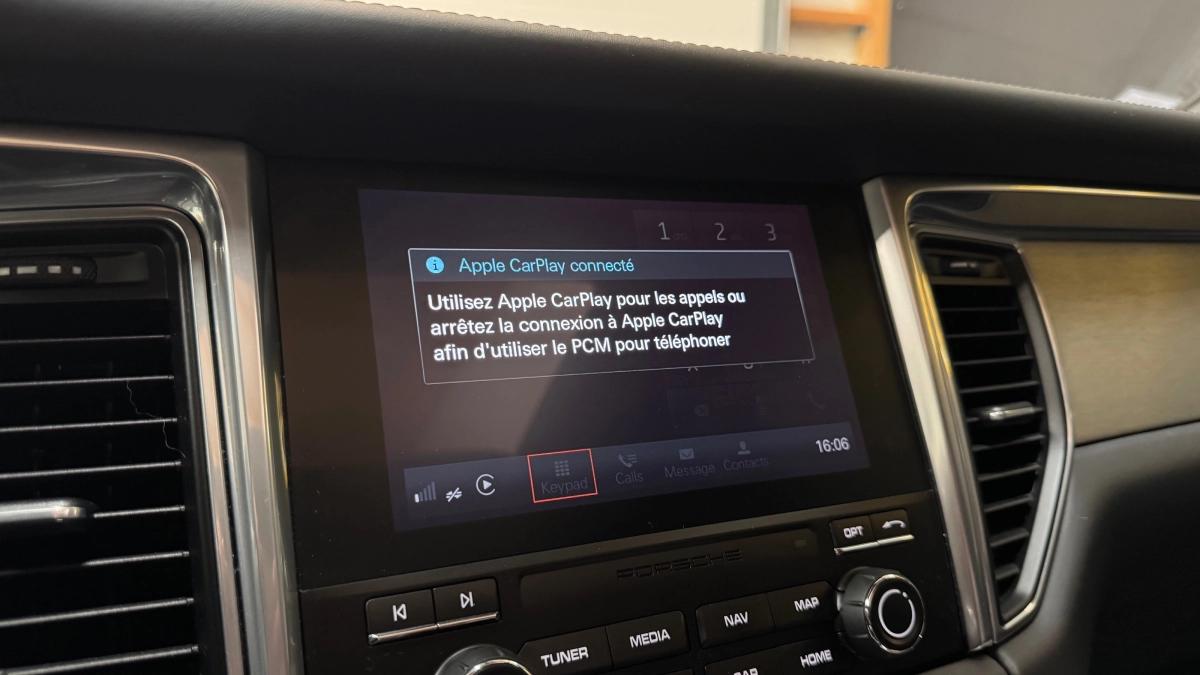 1 2 3
Apple CarPlay connecté
Utilisez Apple CarPlay pour les appels ou
arrêtez la connexion à Apple CarPlay
afin d'utiliser le PCM pour téléphoner
Keypad Calls Message Contacts 16:06
OPT
PORSCHE
TUNER MEDIA NAV MAP
HOME